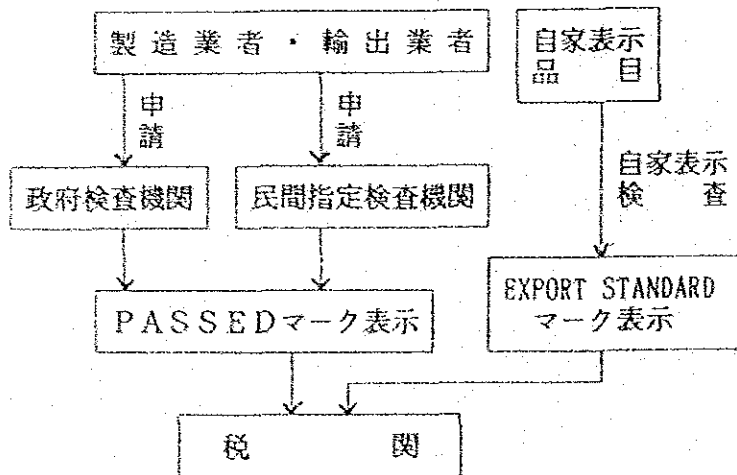 製造業者・輸出業者
自家表示
品目
申請
申請
自家表示
検査
政府検査機関
民間指定検査機関
PASSEDマーク表示
EXPORT STANDARD
マーク表示
税関